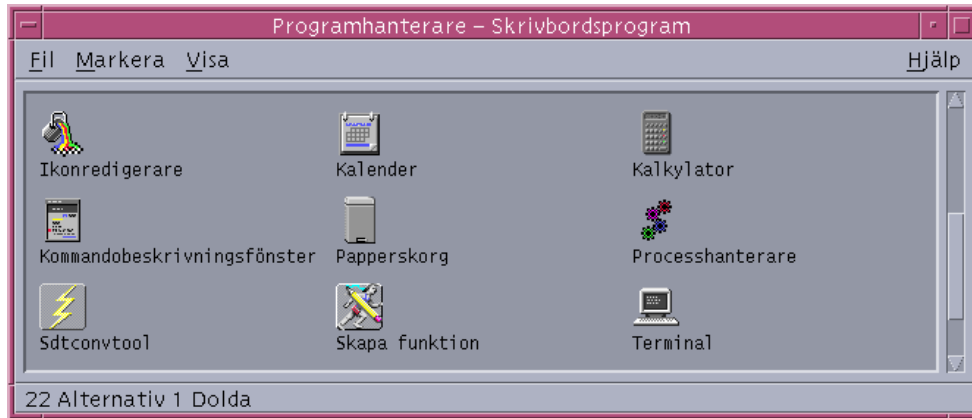 Programhanterare – Skrivbordsprogram
Fil Markera Visa Hjälp
Ikonredigerare Kalender Kalkylator
Kommandobeskrivningsfönster Papperskorg Processhanterare
Sdtconvtool Skapa funktion Terminal
22 Alternativ 1 Dolda